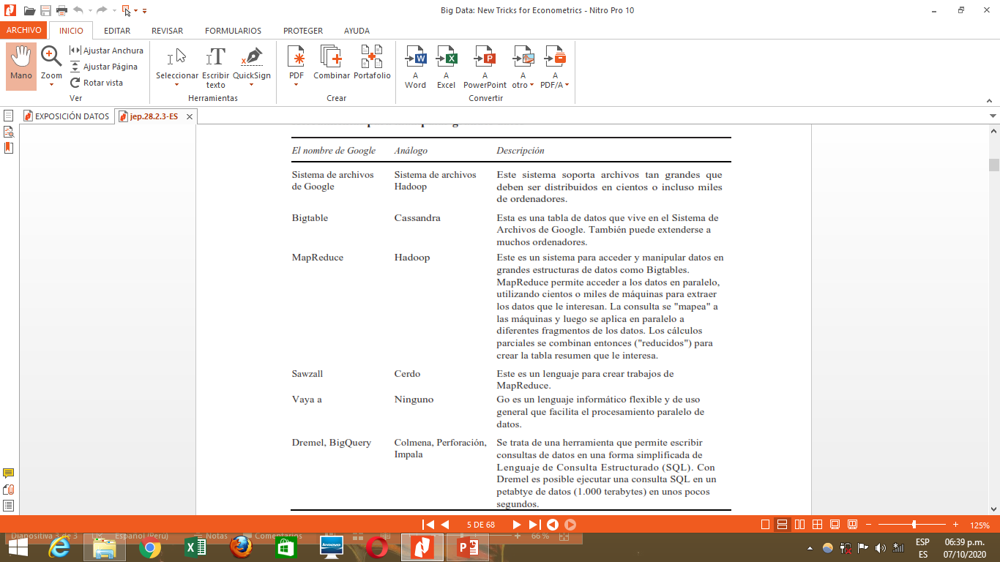 Big Data: New Tricks for Econometrics - Nitro Pro 10
ARCHIVO INICIO EDITAR REVISAR FORMULARIOS PROTEGER AYUDA
Mano
Zoom
Ajustar Anchura
Ajustar Página
Rotar vista
Ver
Seleccionar
Escribir texto
QuickSign
Herramientas
PDF
Combinar
Portafolio
Crear
A Word
A Excel
A PowerPoint
A otro
A PDF/A
Convertir
EXPOSICIÓN DATOS
jep.28.2.3-ES
El nombre de Google Análogo Descripción
Sistema de archivos
de Google
Sistema de archivos
Hadoop
Este sistema soporta archivos tan grandes que
deben ser distribuidos en cientos o incluso miles
de ordenadores.
Bigtable
Cassandra
Esta es una tabla de datos que vive en el Sistema de
Archivos de Google. También puede extenderse a
muchos ordenadores.
MapReduce
Hadoop
Este es un sistema para acceder y manipular datos en
grandes estructuras de datos como Bigtables.
MapReduce permite acceder a los datos en paralelo,
utilizando cientos o miles de máquinas para extraer
los datos que le interesan. La consulta se "mapea" a
las máquinas y luego se aplica en paralelo a
diferentes fragmentos de los datos. Los cálculos
parciales se combinan entonces ("reducidos") para
crear la tabla resumen que le interesa.
Sawzall
Cerdo
Este es un lenguaje para crear trabajos de
MapReduce.
Vaya a
Ninguno
Go es un lenguaje informático flexible y de uso
general que facilita el procesamiento paralelo de
datos.
Dremel, BigQuery
Colmena, Perforación,
Impala
Se trata de una herramienta que permite escribir
consultas de datos en una forma simplificada de
Lenguaje de Consulta Estructurado (SQL). Con
Dremel es posible ejecutar una consulta SQL en un
petabtye de datos (1.000 terabytes) en unos pocos
segundos.
5 DE 68
125%
Diapositiva 3 de 3 Español (Perú) Notas Comentarios 66 %
lenovo
ESP
ES
06:39 p.m.
07/10/2020